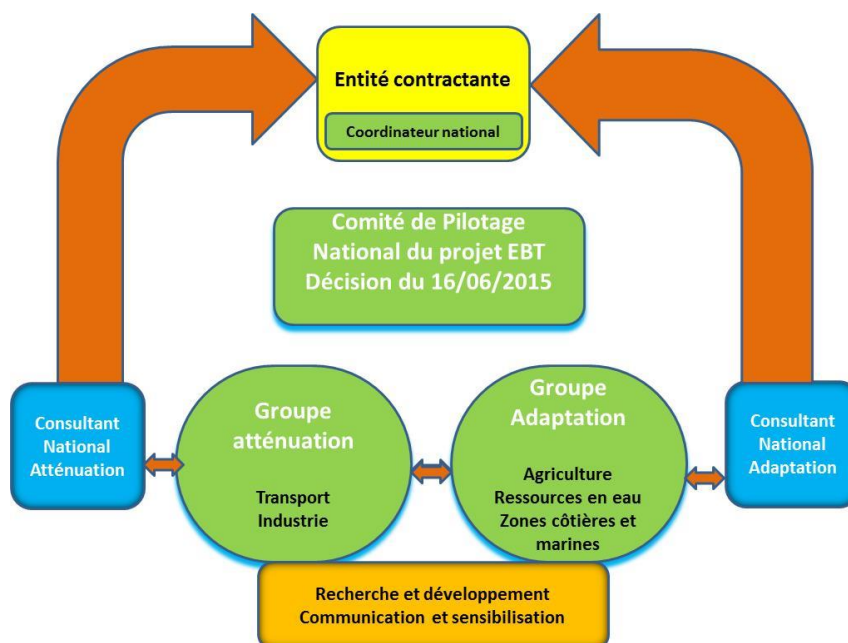 Entité contractante
Coordinateur national
Comité de Pilotage
National du projet EBT
Décision du 16/06/2015
Consultant
National
Atténuation
Groupe
atténuation
Transport
Industrie
Groupe
Adaptation
Agriculture
Ressources en eau
Zones côtières et
marines
Consultant
National
Adaptation
Recherche et développement
Communication et sensibilisation